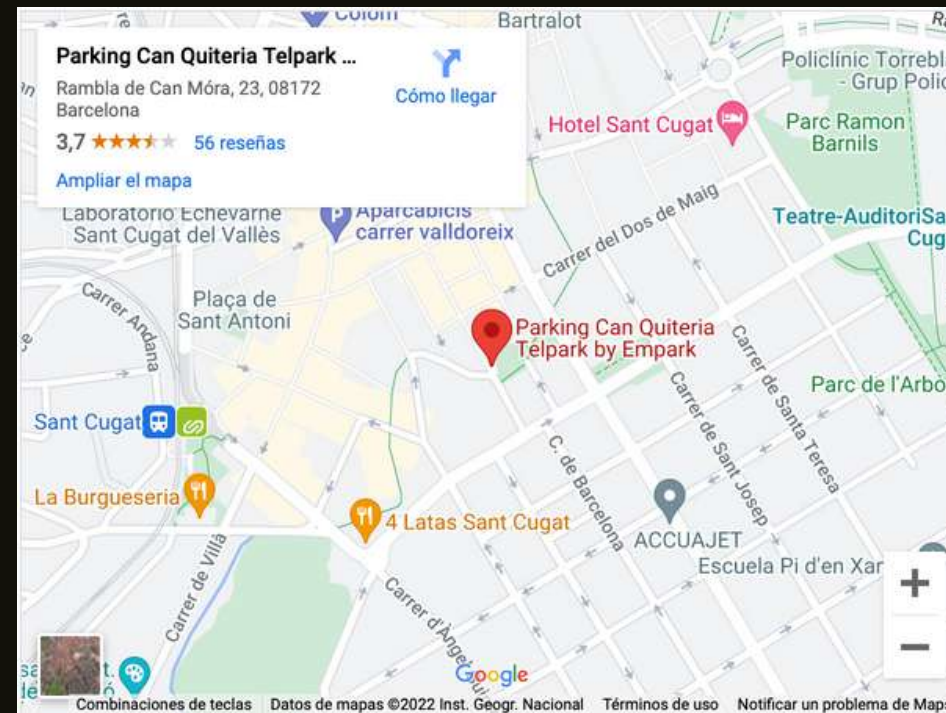 Colom
Bartralot
Parking Can Quiteria Telpark ...
Rambla de Can Móra, 23, 08172
Barcelona
3,7
56 reseñas
Ampliar el mapa
Cómo llegar
Policlínic Torrebl
- Grup Polic
Hotel Sant Cugat
Parc Ramon
Barnils
Laboratorio Echevarne
Sant Cugat del Vallès
P
Aparcabicis
carrer valldoreix
Carrer del Dos de Maig
Teatre-AuditoriSa
Cug
Carrer Andana
Plaça de
Sant Antoni
Parking Can Quiteria
Telpark by Empark
Carrer de Santa Teresa
Carrer de Sant Josep
Parc de l'Arbo
Sant Cugat
C. de Barcelona
La Burgueseria
4 Latas Sant Cugat
ACCUAJET
Escuela Pi d'en Xar
Carrer de Villà
Carrer d'Àngel
Gui
+
−
Google
Combinaciones de teclas
Datos de mapas ©2022 Inst. Geogr. Nacional
Términos de uso
Notificar un problema de Maps